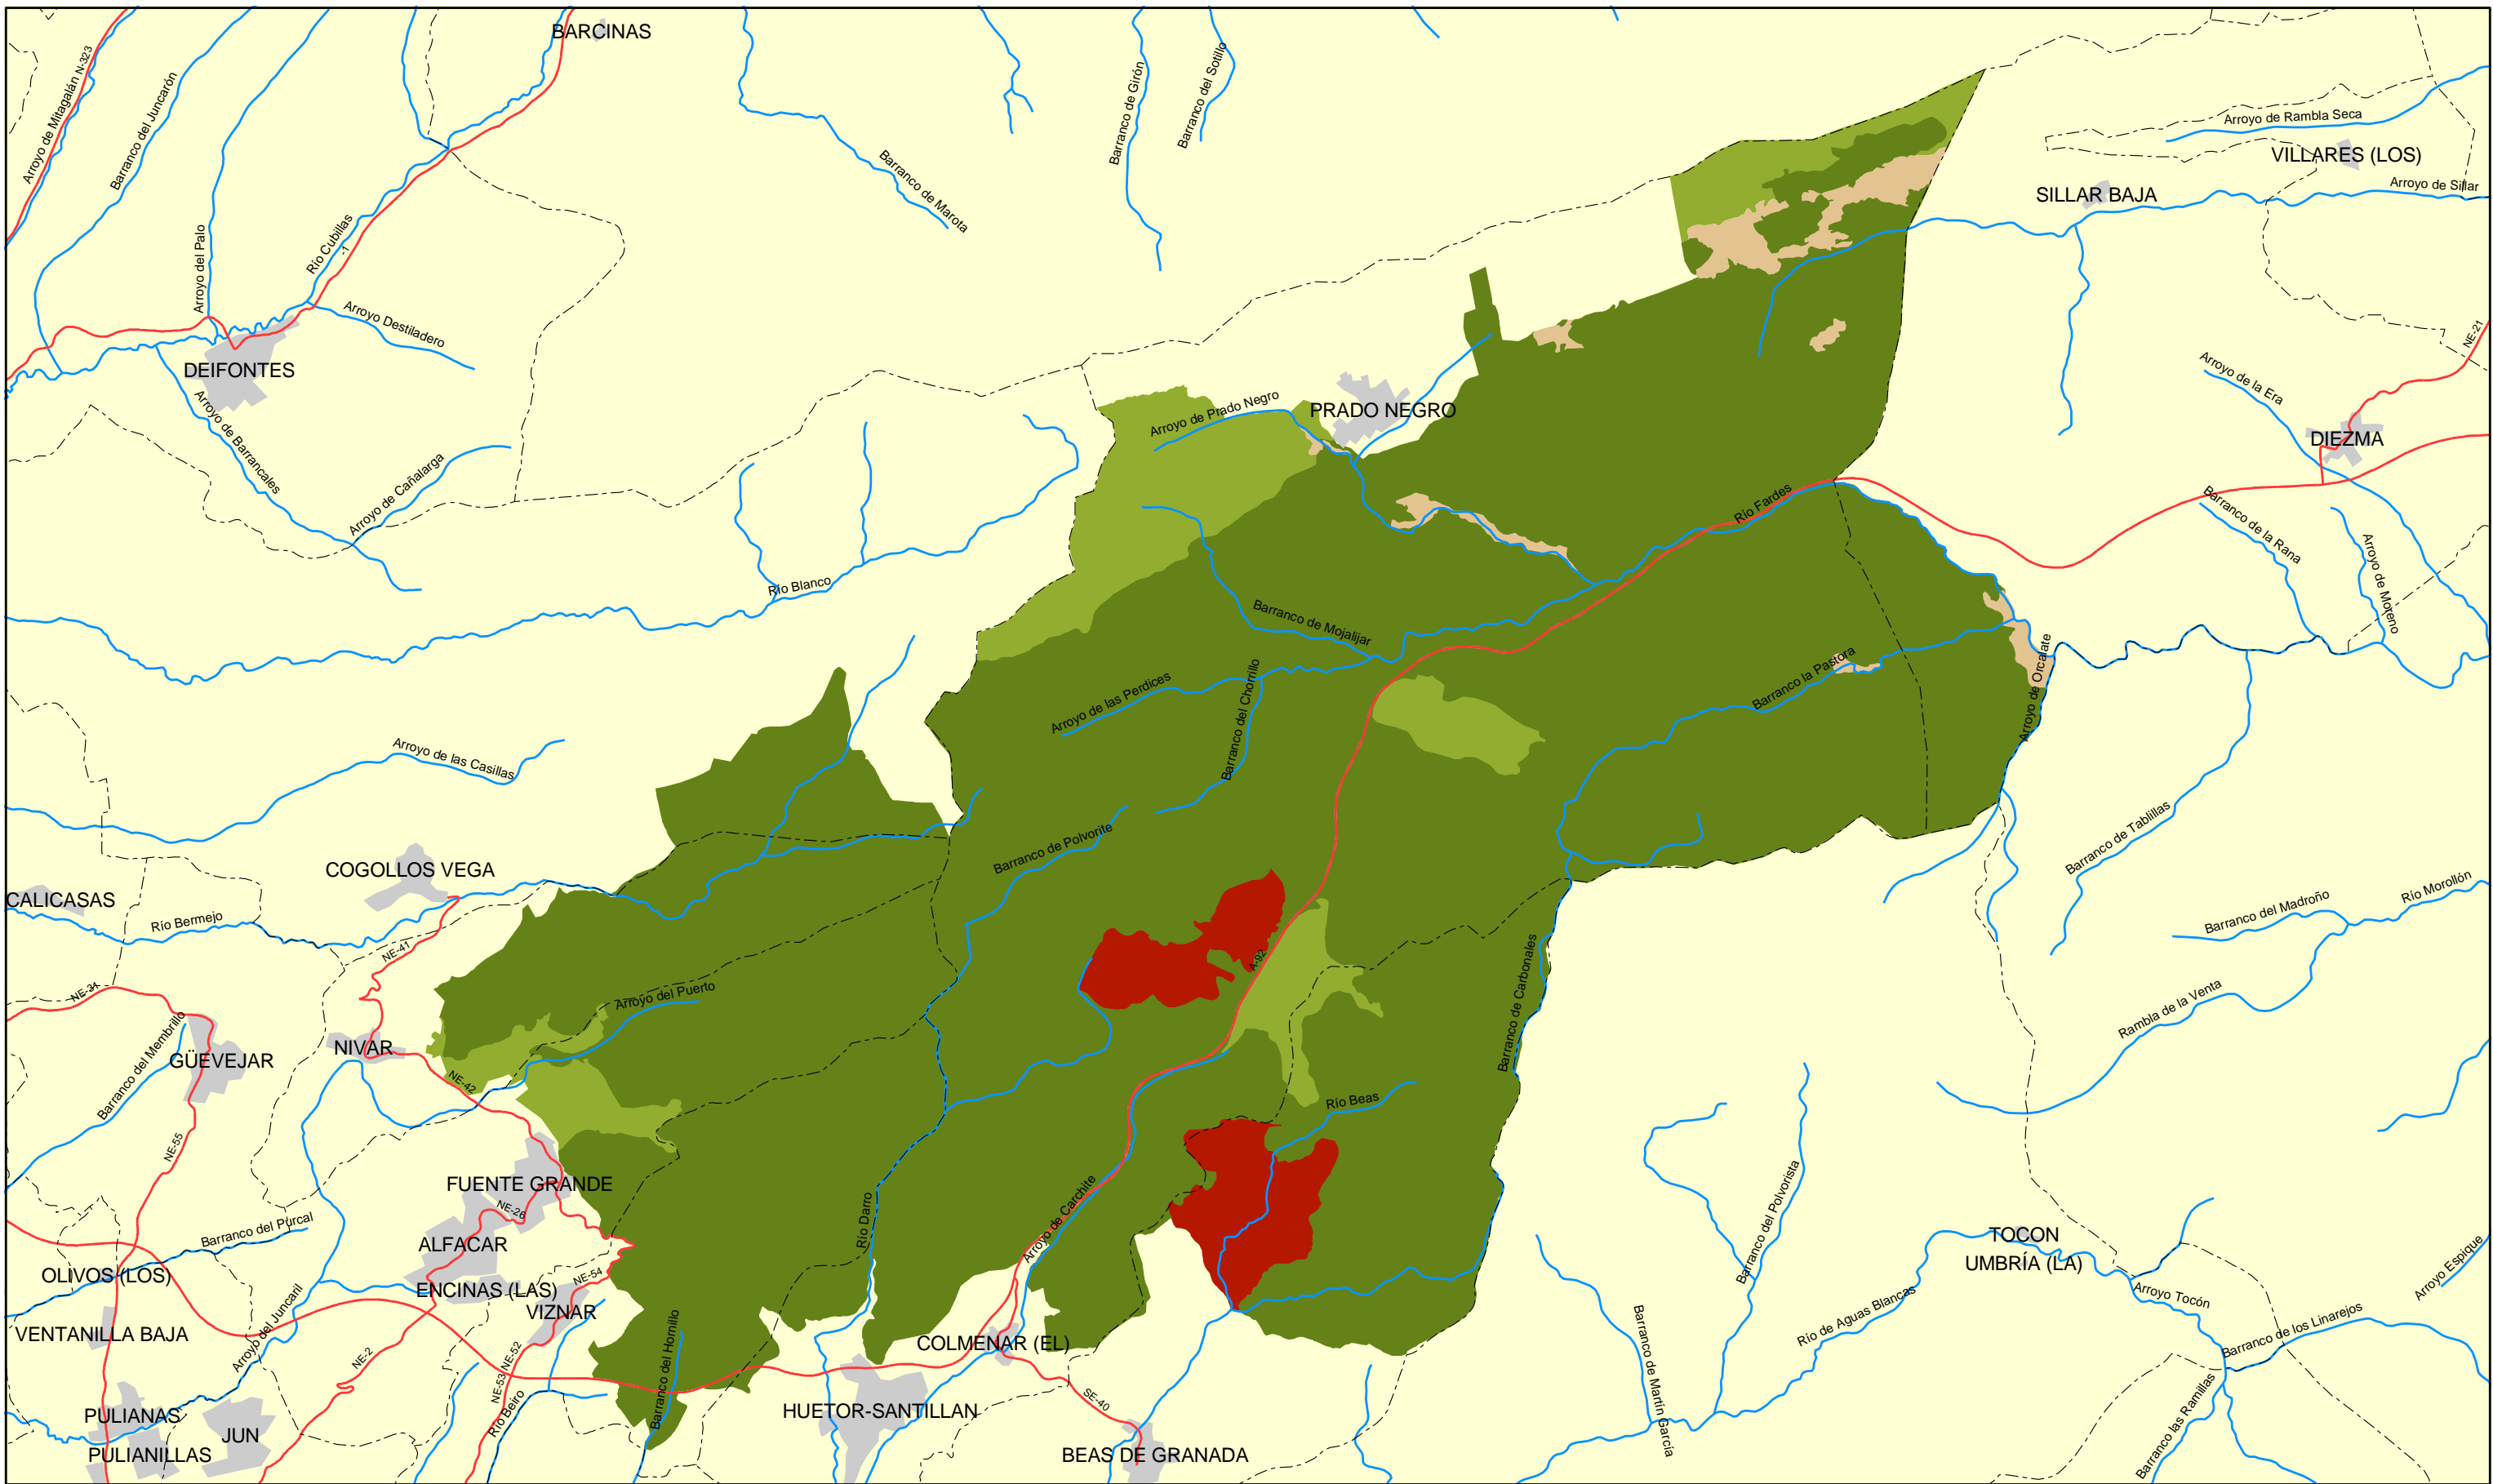 BARCINAS
N-323
Arroyo de Mitagalán
Barranco del Juncarón
Barranco de Girón
Barranco del Sotillo
Arroyo de Rambla Seca
VILLARES (LOS)
Barranco de Marota
Arroyo de Sillar
SILLAR BAJA
Arroyo del Palo
Río Cubillas
-1
Arroyo Destiladero
NE-21
DEIFONTES
Arroyo de la Era
Arroyo de Prado Negro
PRADO NEGRO
Arroyo de Barrancales
DIEZMA
Arroyo de Cañalarga
Río Fardes
Barranco de la Rana
Arroyo de Moreno
Río Blanco
Barranco de Mojalijar
Arroyo de las Perdices
Barranco del Chorrillo
Barranco la Pastora
Arroyo de Orcalate
Arroyo de las Casillas
Barranco de Polvorite
Barranco de Tablillas
COGOLLOS VEGA
CALICASAS
Río Bermejo
Río Morollón
Barranco del Madroño
NE-41
A-92
Barranco de Carbonales
NE-31
Arroyo del Puerto
Rambla de la Venta
Barranco del Membrillo
GÜEVEJAR
NIVAR
NE-42
Río Beas
NE-55
FUENTE GRANDE
NE-26
Río Darro
Arroyo de Carchite
Barranco del Polvorista
Barranco del Purcal
ALFACAR
TOCON
UMBRÍA (LA)
Arroyo Espique
OLIVOS (LOS)
ENCINAS (LAS)
NE-54
VIZNAR
Arroyo Tocón
Arroyo del Juncaril
VENTANILLA BAJA
Barranco del Hornillo
COLMENAR (EL)
Río de Aguas Blancas
Barranco de los Linarejos
NE-2
NE-52
NE-53
SE-40
Barranco de Martín García
PULIANAS
Río Beiro
HUETOR-SANTILLAN
Barranco las Ramillas
JUN
PULIANILLAS
BEAS DE GRANADA